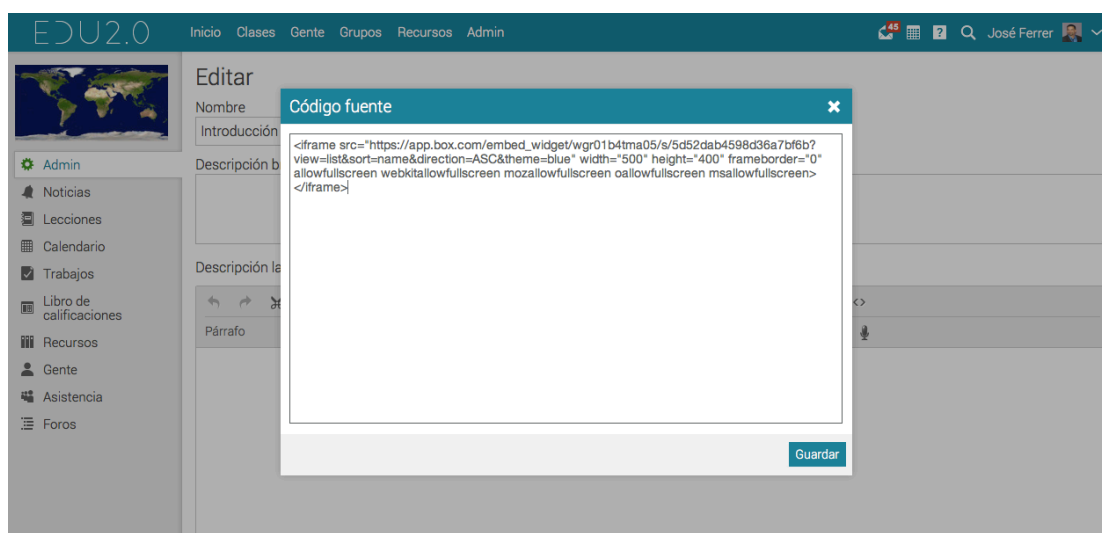 EDU2.0
Inicio Clases Gente Grupos Recursos Admin
45
?
José Ferrer
Editar
Nombre
Introducción
Descripción b
Descripción la
Párrafo
<>
Admin
Noticias
Lecciones
Calendario
Trabajos
Libro de
calificaciones
Recursos
Gente
Asistencia
Foros
Código fuente
<iframe src="https://app.box.com/embed_widget/wgr01b4tma05/s/5d52dab4598d36a7bf6b?
view=list&sort=name&direction=ASC&theme=blue" width="500" height="400" frameborder="0"
allowfullscreen webkitallowfullscreen mozallowfullscreen oallowfullscreen msallowfullscreen>
</iframe>
Guardar